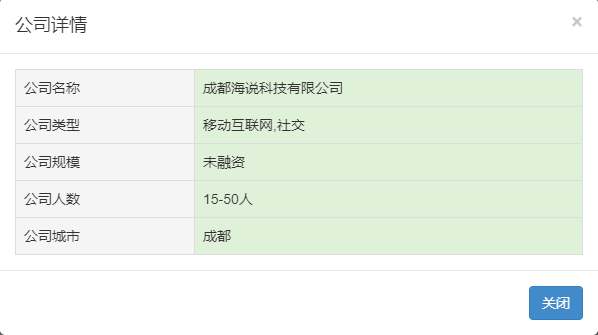 公司详情 ×
公司名称 成都海说科技有限公司
公司类型 移动互联网,社交
公司规模 未融资
公司人数 15-50人
公司城市 成都
关闭